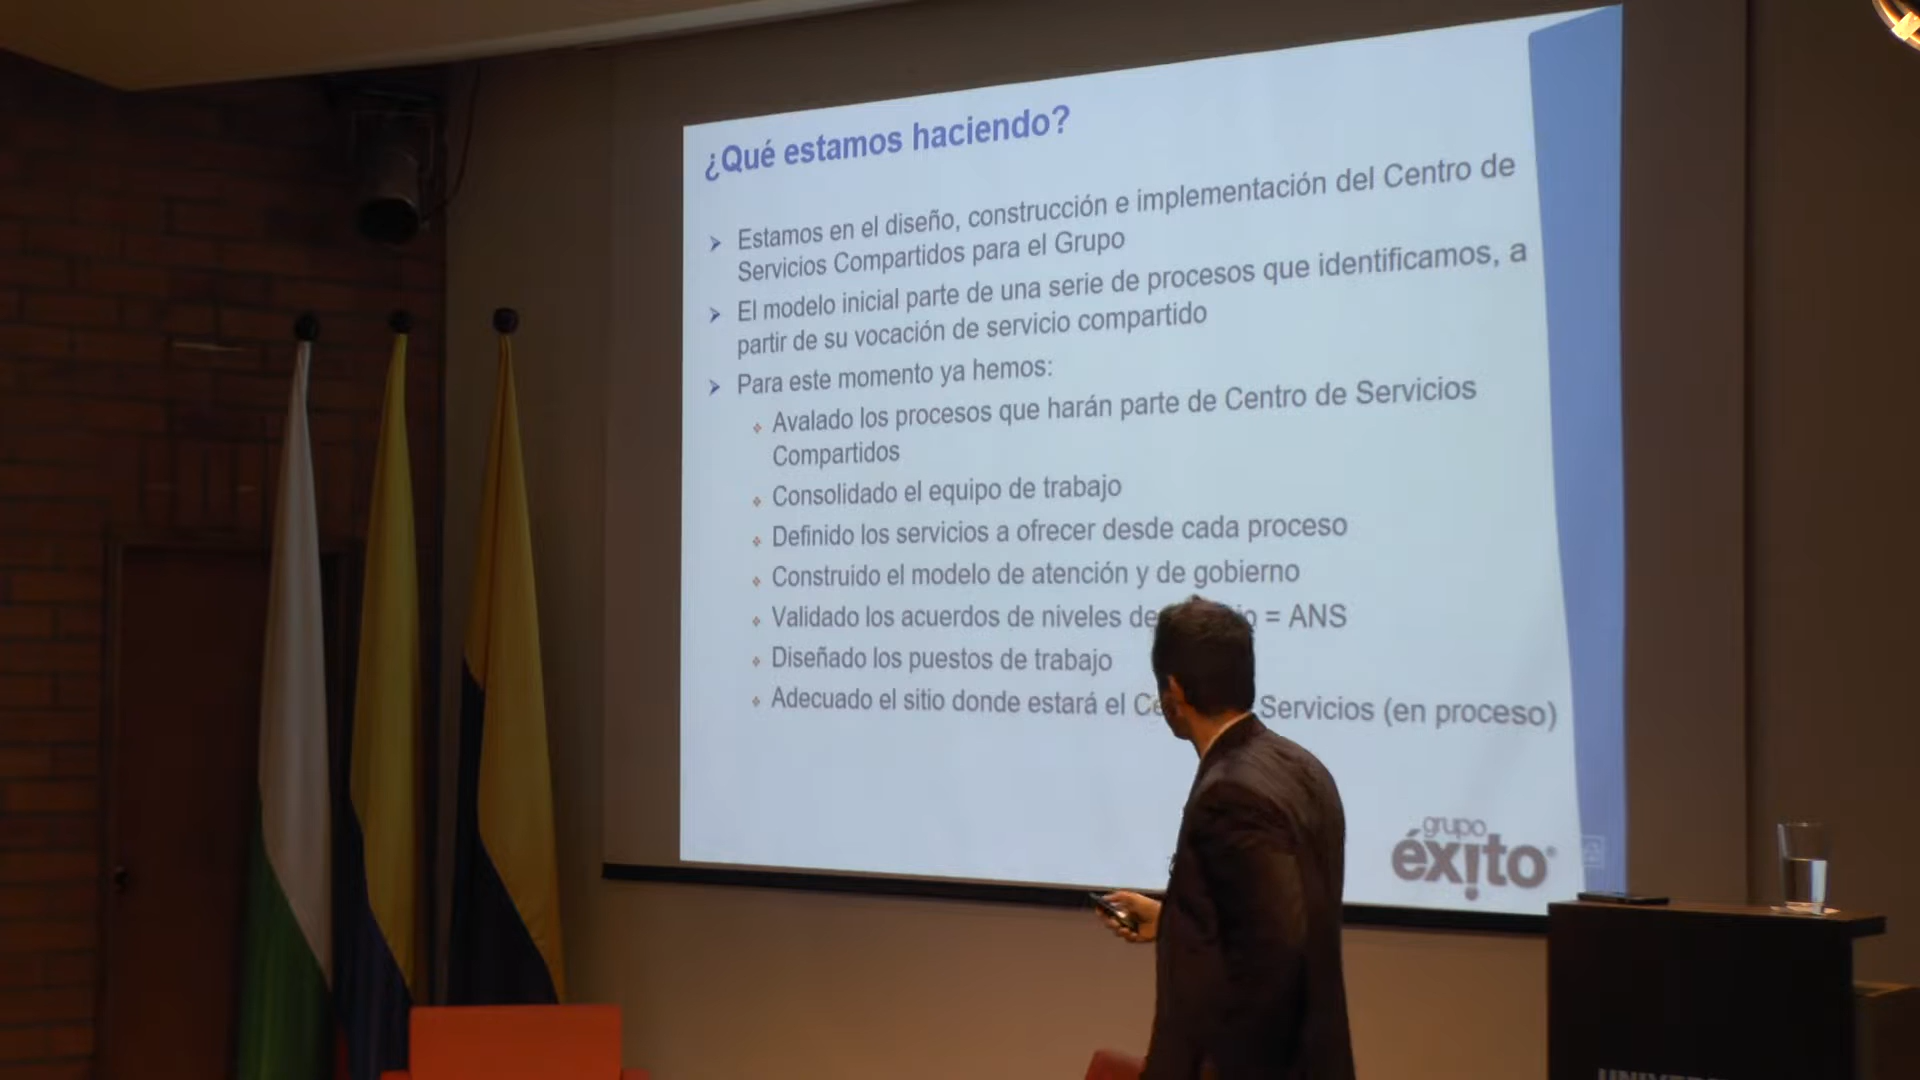 ¿Qué estamos haciendo?
Estamos en el diseño, construcción e implementación del Centro de
Servicios Compartidos para el Grupo
El modelo inicial parte de una serie de procesos que identificamos, a
partir de su vocación de servicio compartido
Para este momento ya hemos:
Avalado los procesos que harán parte de Centro de Servicios
Compartidos
Consolidado el equipo de trabajo
Definido los servicios a ofrecer desde cada proceso
Construido el modelo de atención y de gobierno
Validado los acuerdos de niveles de = ANS
Diseñado los puestos de trabajo
Adecuado el sitio donde estará el Servicios (en proceso)
grupo
éxito